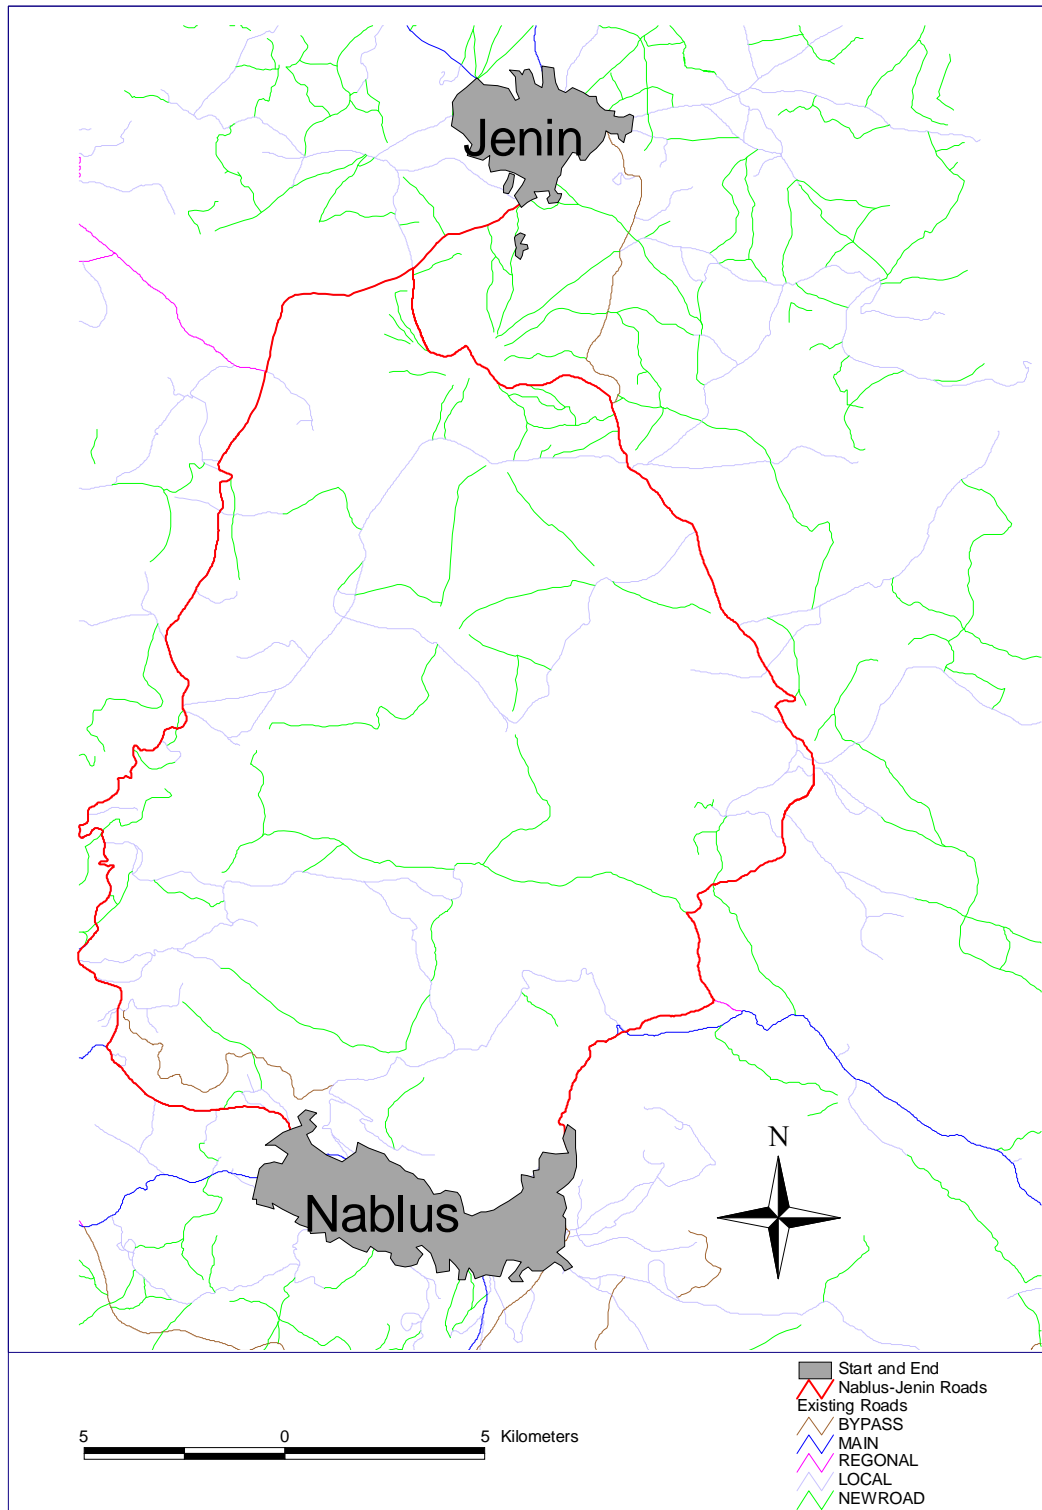 Jenin
N
Nablus
Start and End
Nablus-Jenin Roads
Existing Roads
BYPASS
MAIN
REGONAL
LOCAL
NEWROAD
5 0 5 Kilometers